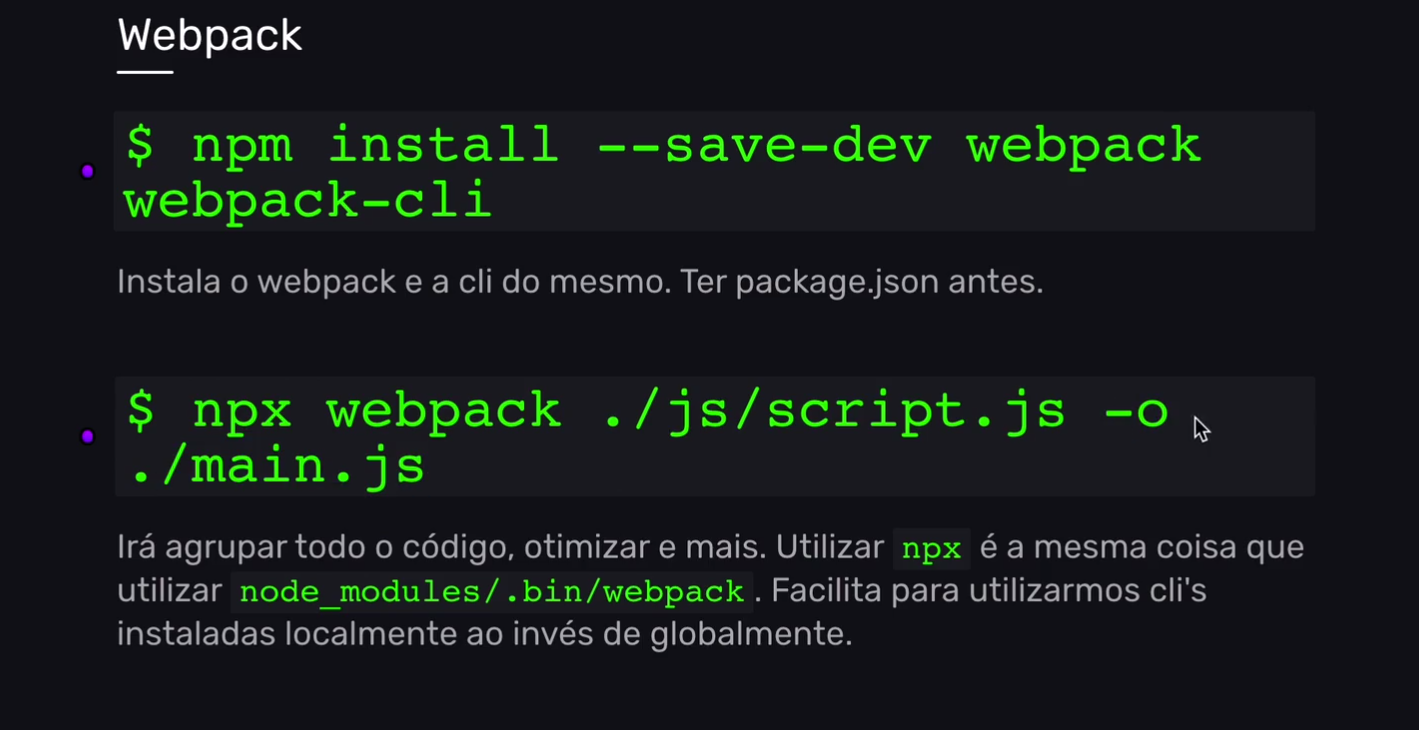 Webpack
$ npm install --save-dev webpack
webpack-cli
Instala o webpack e a cli do mesmo. Ter package.json antes.
$ npx webpack ./js/script.js -o
./main.js
Irá agrupar todo o código, otimizar e mais. Utilizar npx é a mesma coisa que
utilizar node_modules/.bin/webpack. Facilita para utilizarmos cli's
instaladas localmente ao invés de globalmente.